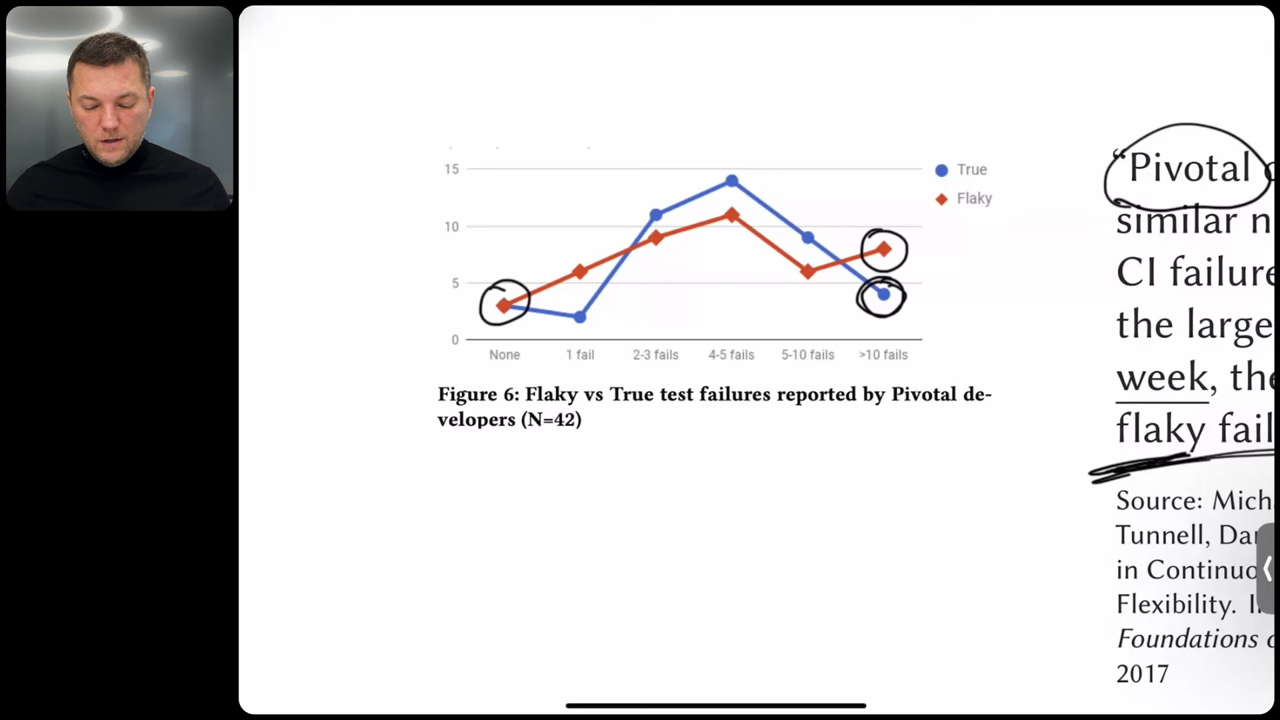 15
10
5
0
True
Flaky
None 1 fail 2-3 fails 4-5 fails 5-10 fails >10 fails
Figure 6: Flaky vs True test failures reported by Pivotal de-
velopers (N=42)
“Pivotal
similar n
CI failure
the large
week, the
flaky fail
Source: Mich
Tunnell, Dar
in Continuo
Flexibility. I
Foundations o
2017